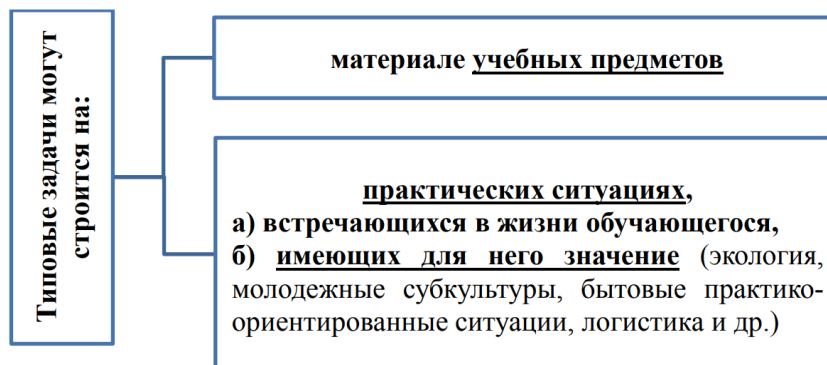 Типовые задачи могут
строится на:
материале учебных предметов
практических ситуациях,
а) встречающихся в жизни обучающегося,
б) имеющих для него значение (экология,
молодежные субкультуры, бытовые практико-
ориентированные ситуации, логистика и др.)